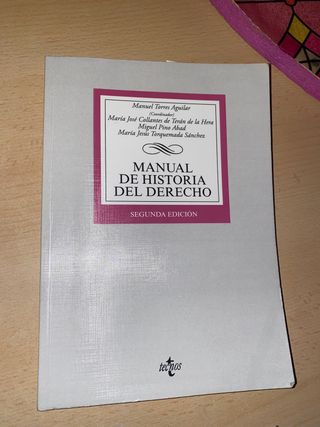 Manuel Torres Aguilar
(Coordinador)
María José Collantes de Terán de la Hera
Miguel Pino Abad
María Jesús Torquemada Sánchez
MANUAL
DE HISTORIA
DEL DERECHO
SEGUNDA EDICIÓN
tecnos